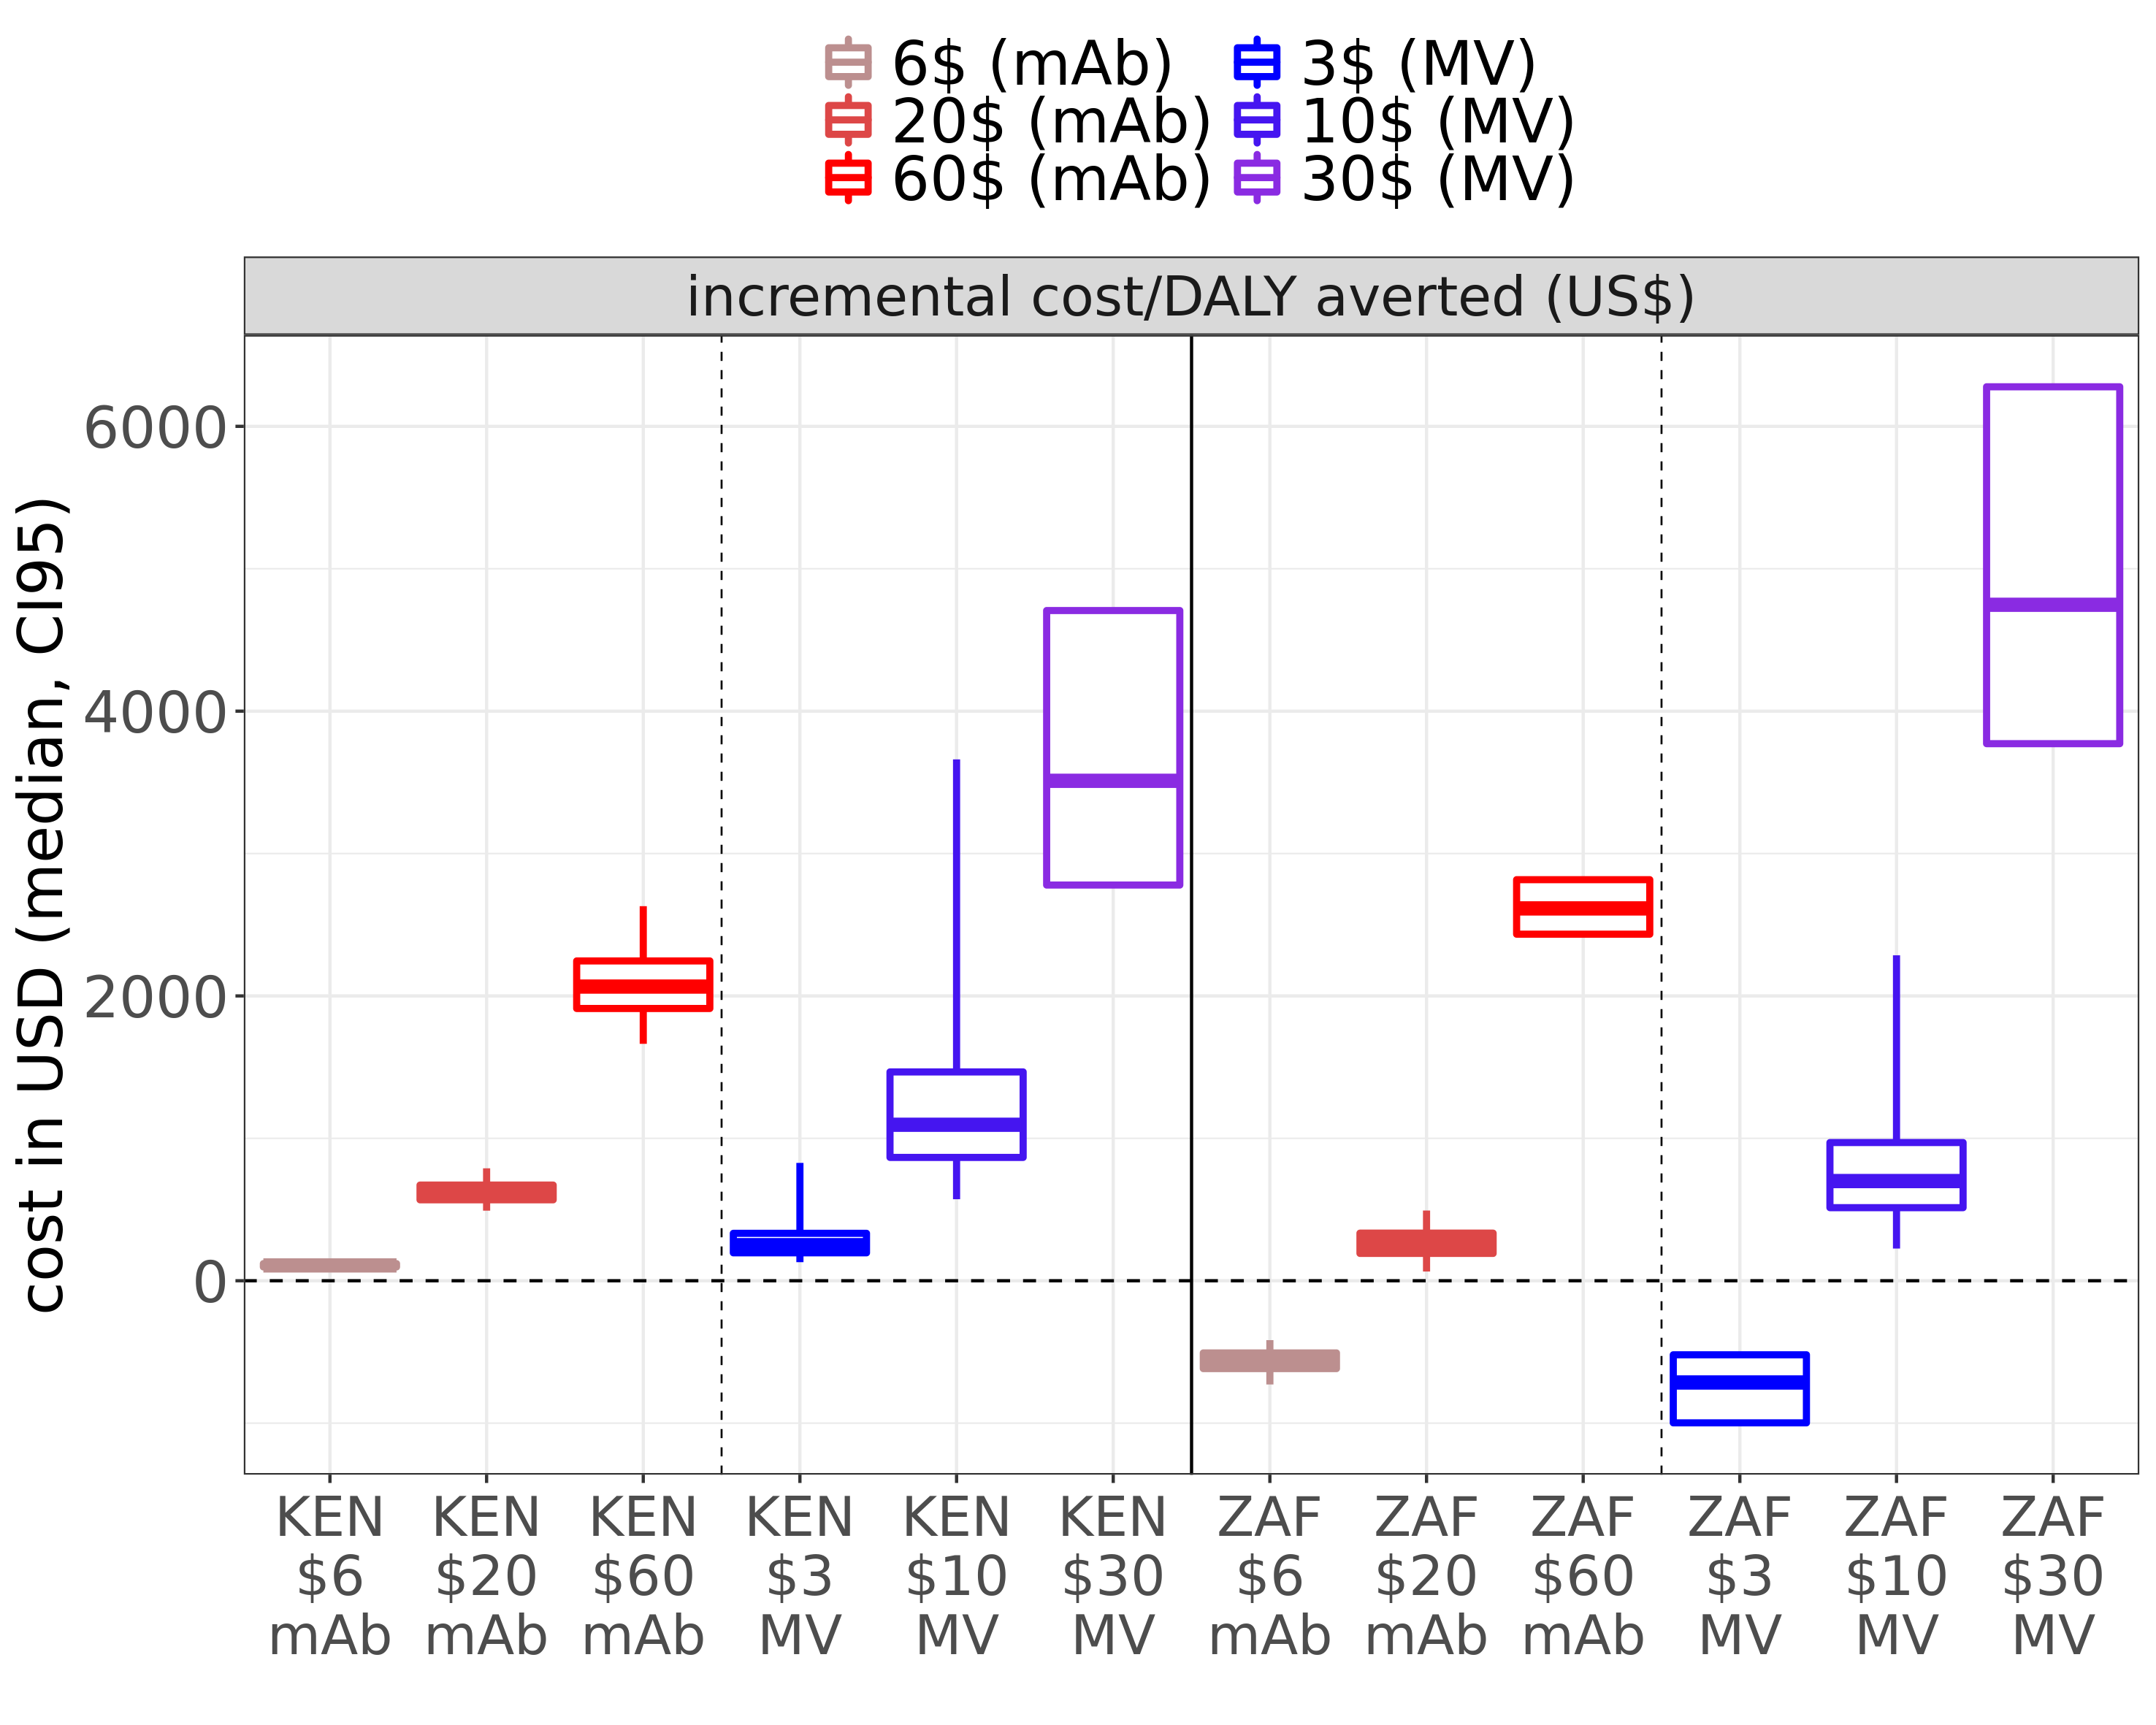 6$ (mAb) 3$ (MV)
20$ (mAb) 10$ (MV)
60$ (mAb) 30$ (MV)
incremental cost/DALY averted (US$)
cost in USD (median, CI95)
6000
4000
2000
0
KEN KEN KEN KEN KEN KEN ZAF ZAF ZAF ZAF ZAF ZAF
$6 $20 $60 $3 $10 $30 $6 $20 $60 $3 $10 $30
mAb mAb mAb MV MV MV mAb mAb mAb MV MV MV